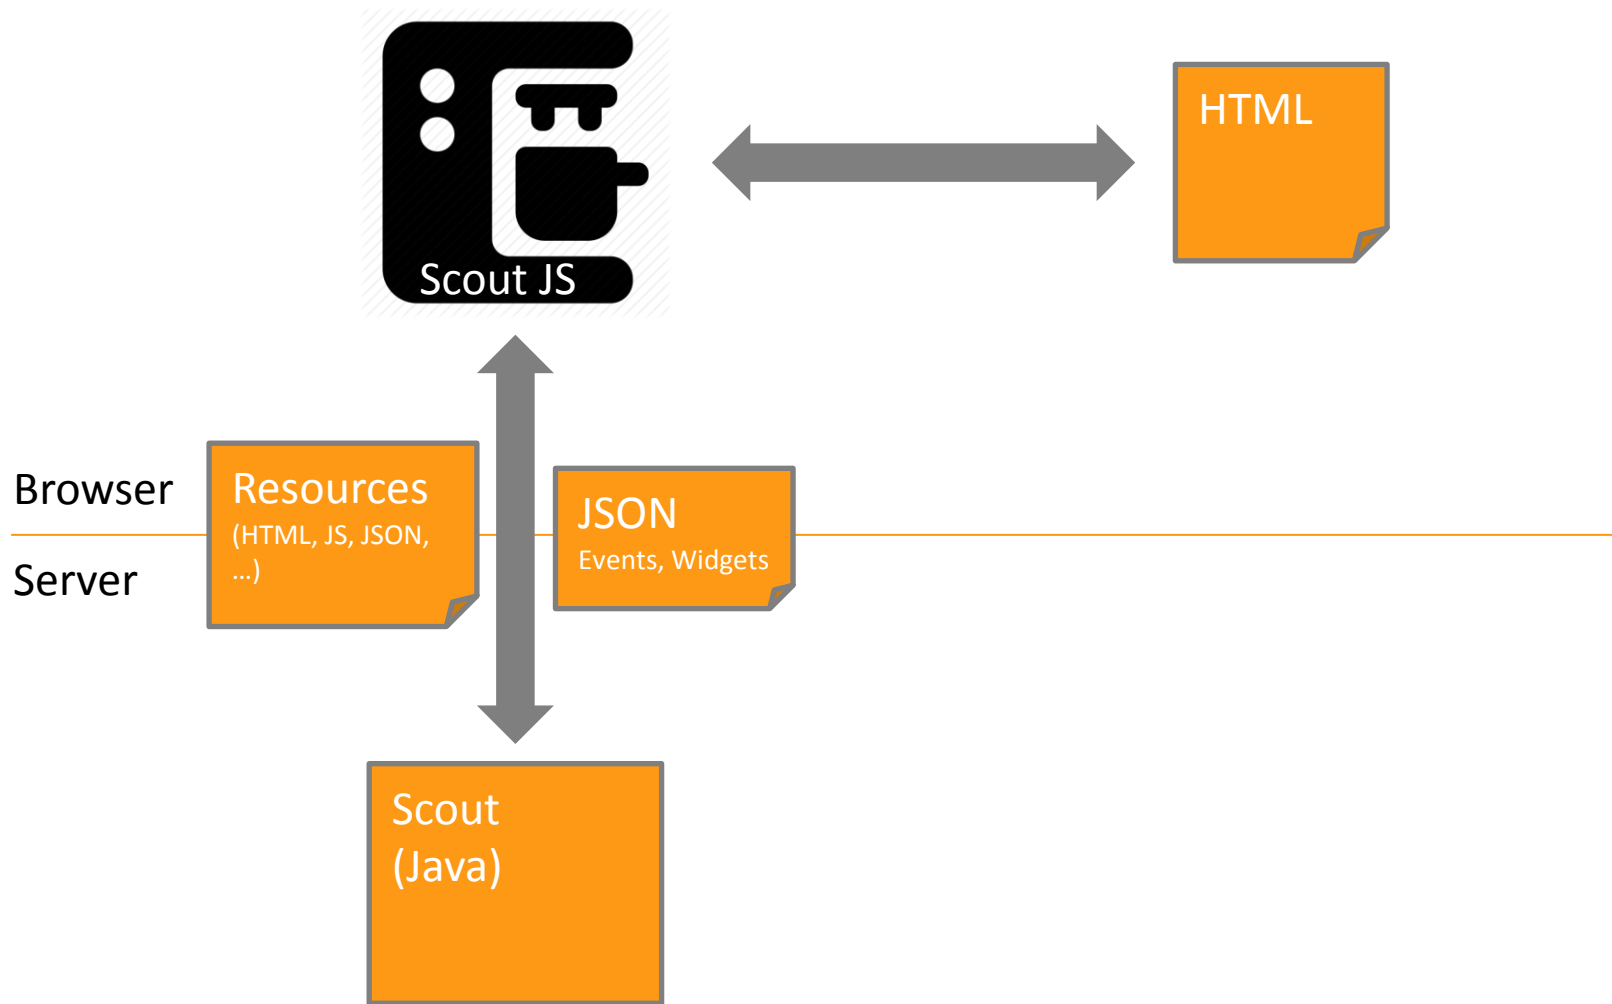 Scout JS
HTML
Browser
Server
Resources
(HTML, JS, JSON,
...)
JSON
Events, Widgets
Scout
(Java)